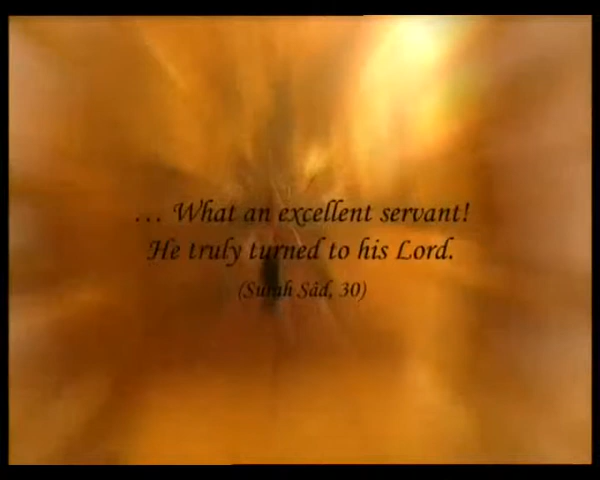 … What an excellent servant!
He truly turned to his Lord.
(Surah Sâd, 30)